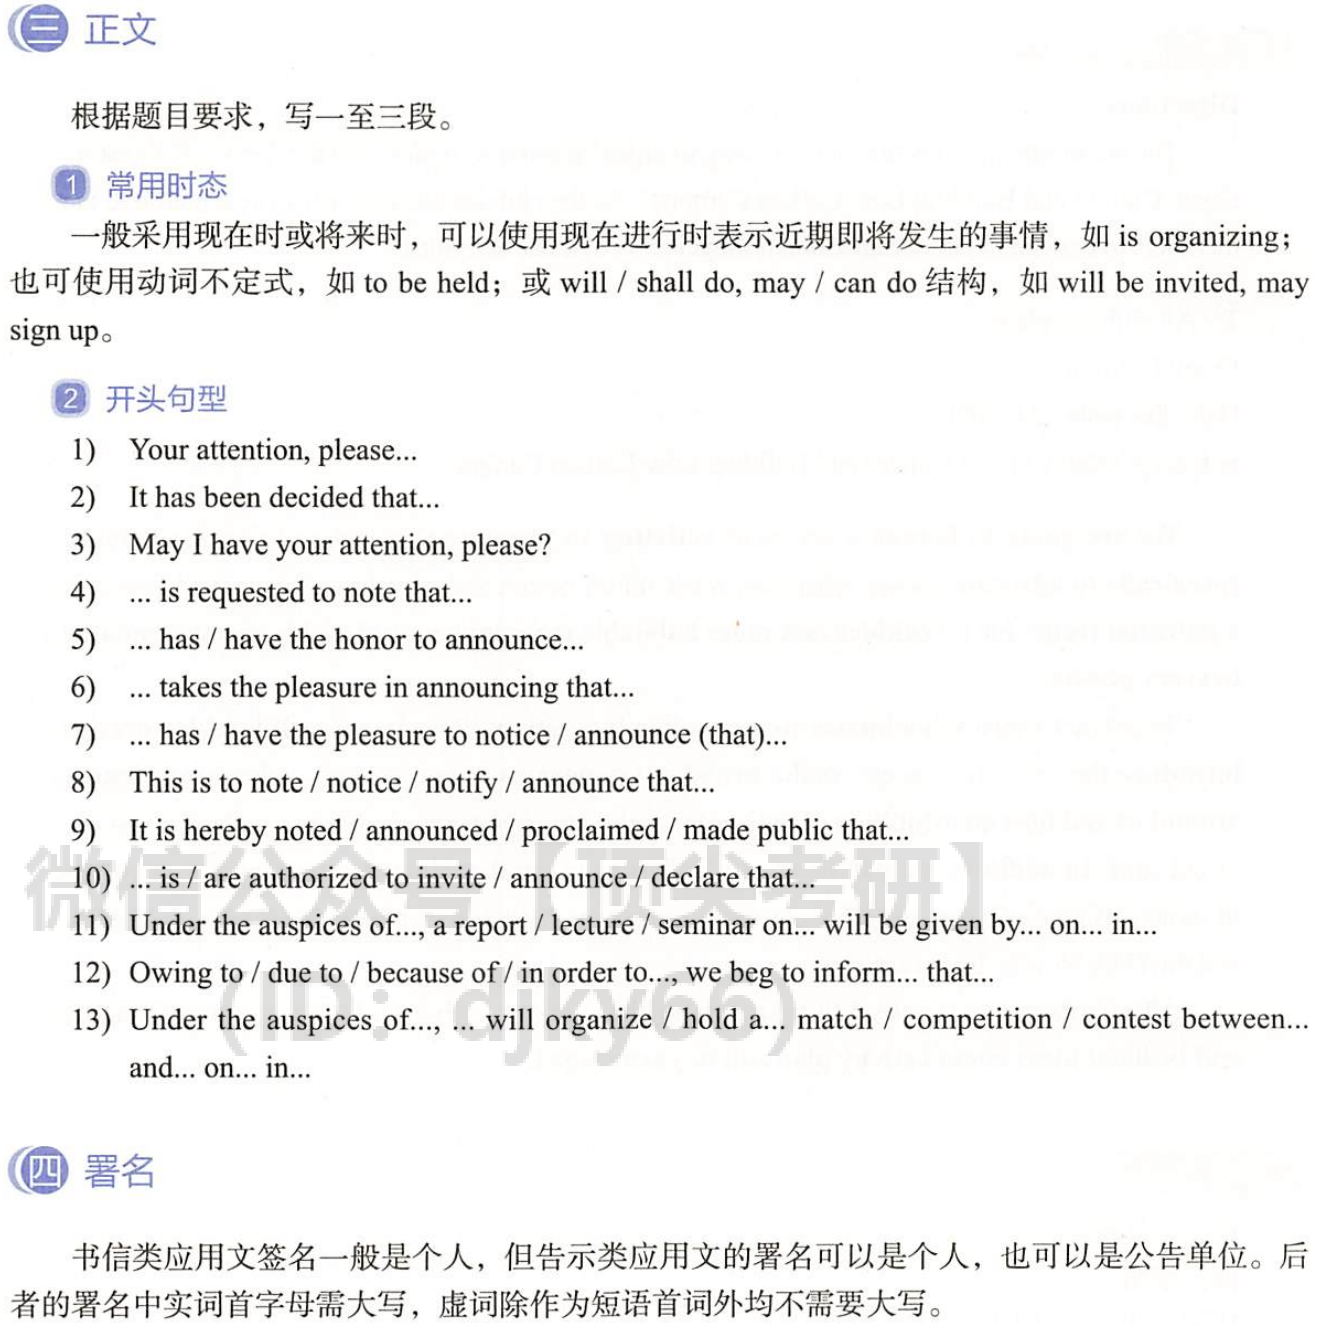 三 正文
根据题目要求，写一至三段。
1 常用时态
一般采用现在时或将来时，可以使用现在进行时表示近期即将发生的事情，如 is organizing；
也可使用动词不定式，如 to be held；或 will / shall do, may / can do 结构，如 will be invited, may
sign up。
2 开头句型
1) Your attention, please...
2) It has been decided that...
3) May I have your attention, please?
4) ... is requested to note that...
5) ... has / have the honor to announce...
6) ... takes the pleasure in announcing that...
7) ... has / have the pleasure to notice / announce (that)...
8) This is to note / notice / notify / announce that...
9) It is hereby noted / announced / proclaimed / made public that...
微信公众号【顶尖考研】
10) ... is / are authorized to invite / announce / declare that...
11) Under the auspices of..., a report / lecture / seminar on... will be given by... on... in...
12) Owing to / due to / because of / in order to..., we beg to inform... that...
(ID：djky66)
13) Under the auspices of..., ... will organize / hold a... match / competition / contest between...
and... on... in...
四 署名
书信类应用文签名一般是个人，但告示类应用文的署名可以是个人，也可以是公告单位。后
者的署名中实词首字母需大写，虚词除作为短语首词外均不需要大写。